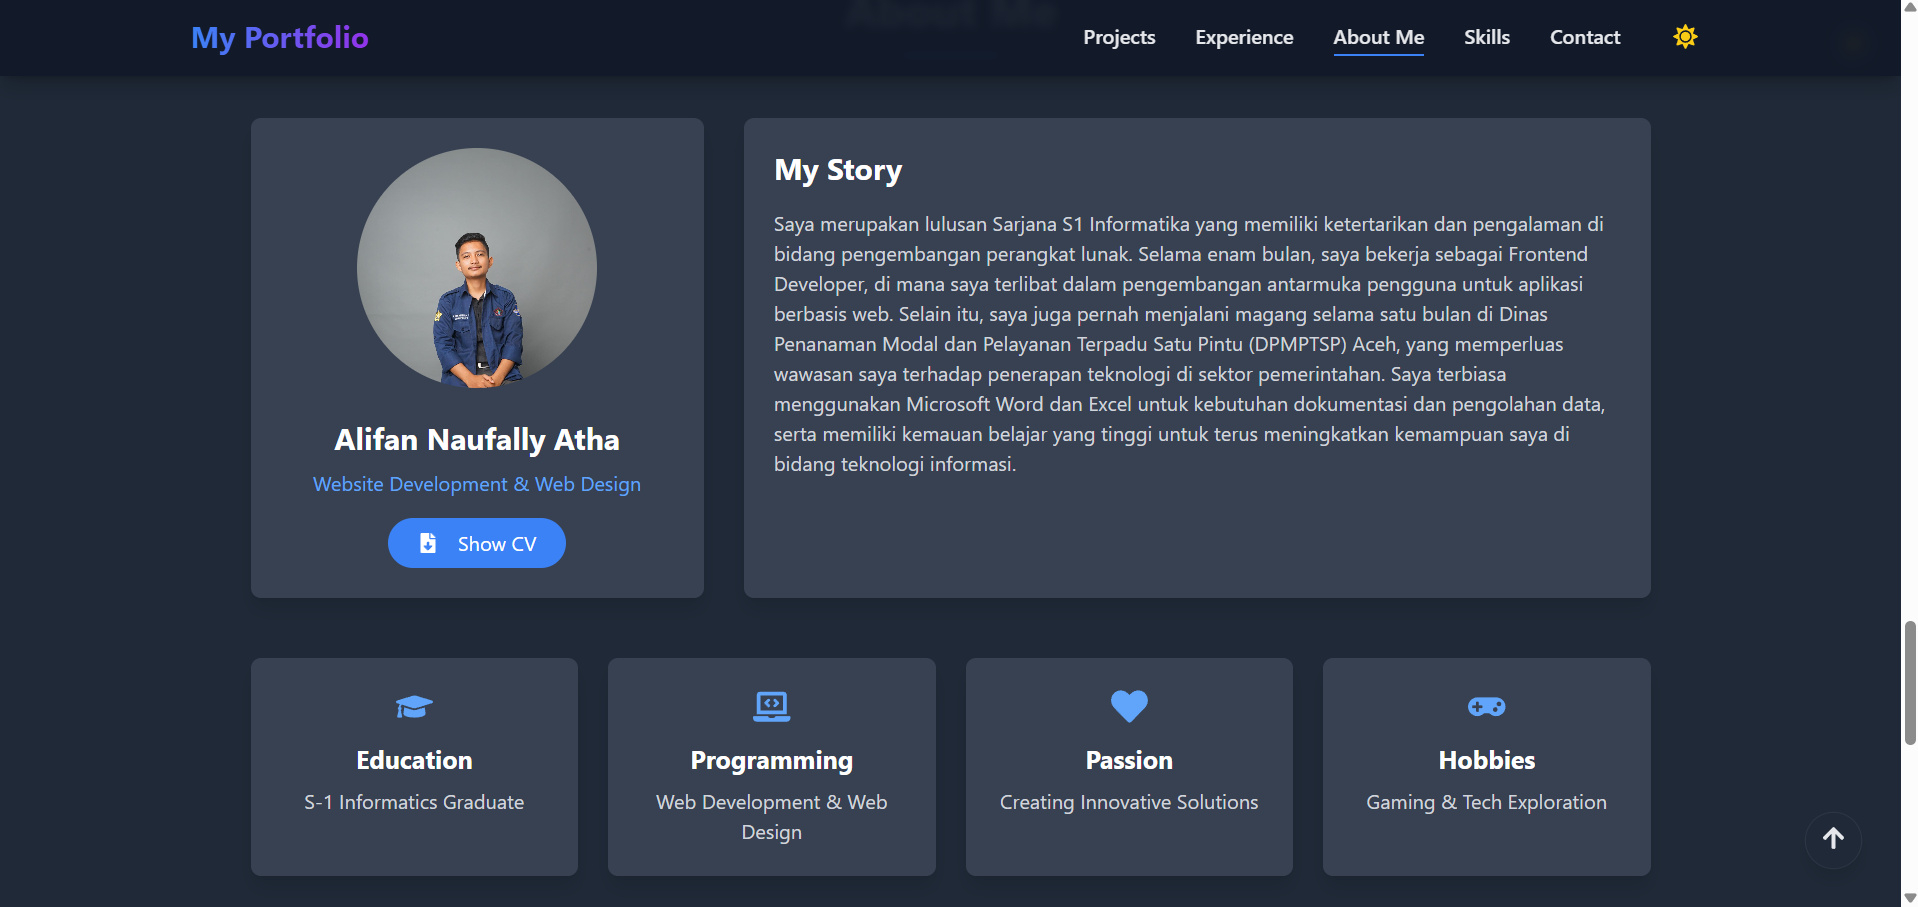 About Me
My Portfolio
Projects
Experience
About Me
Skills
Contact
Alifan Naufally Atha
Website Development & Web Design
Show CV
My Story
Saya merupakan lulusan Sarjana S1 Informatika yang memiliki ketertarikan dan pengalaman di
bidang pengembangan perangkat lunak. Selama enam bulan, saya bekerja sebagai Frontend
Developer, di mana saya terlibat dalam pengembangan antarmuka pengguna untuk aplikasi
berbasis web. Selain itu, saya juga pernah menjalani magang selama satu bulan di Dinas
Penanaman Modal dan Pelayanan Terpadu Satu Pintu (DPMPTSP) Aceh, yang memperluas
wawasan saya terhadap penerapan teknologi di sektor pemerintahan. Saya terbiasa
menggunakan Microsoft Word dan Excel untuk kebutuhan dokumentasi dan pengolahan data,
serta memiliki kemauan belajar yang tinggi untuk terus meningkatkan kemampuan saya di
bidang teknologi informasi.
Education
S-1 Informatics Graduate
Programming
Web Development & Web
Design
Passion
Creating Innovative Solutions
Hobbies
Gaming & Tech Exploration